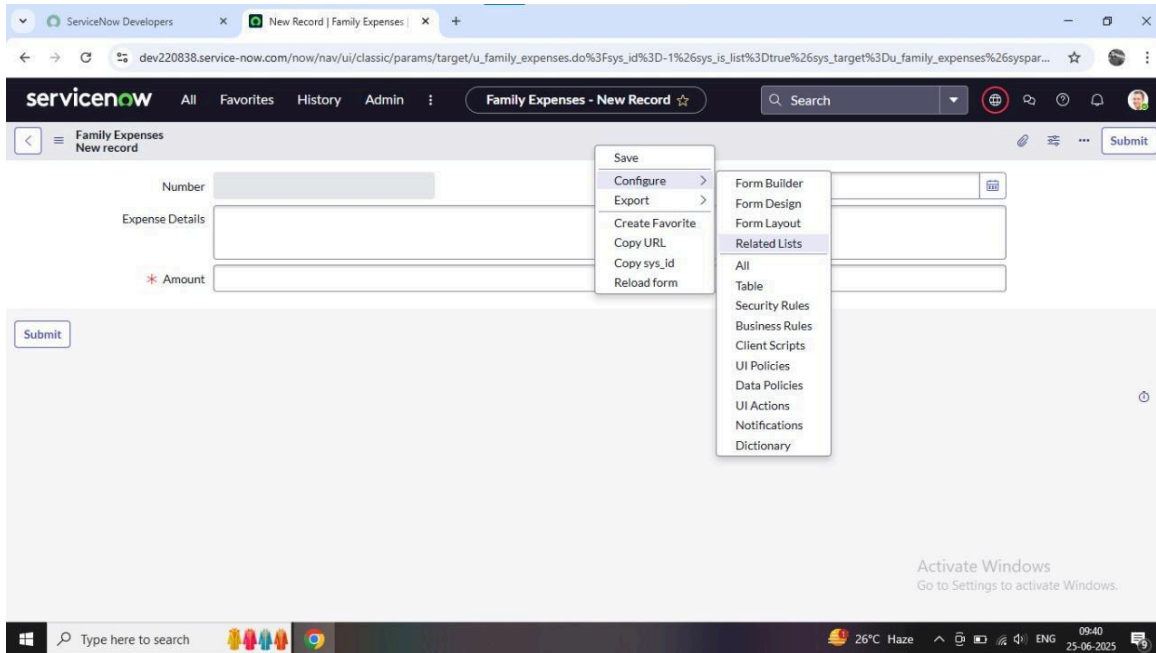 ServiceNow Developers
New Record | Family Expenses |
dev220838.service-now.com/now/nav/ui/classic/params/target/u_family_expenses.do%3Fsys_id%3D-1%26sys_is_list%3Dtrue%26sys_target%3Du_family_expenses%26syspar...
servicenow All Favorites History Admin Family Expenses - New Record Search
Family Expenses
New record
Submit
Number
Expense Details
Amount
Submit
Save
Configure
Export
Create Favorite
Copy URL
Copy sys_id
Reload form
Form Builder
Form Design
Form Layout
Related Lists
All
Table
Security Rules
Business Rules
Client Scripts
UI Policies
Data Policies
UI Actions
Notifications
Dictionary
Activate Windows
Go to Settings to activate Windows.
Type here to search
26°C Haze
ENG
09:40
25-06-2025